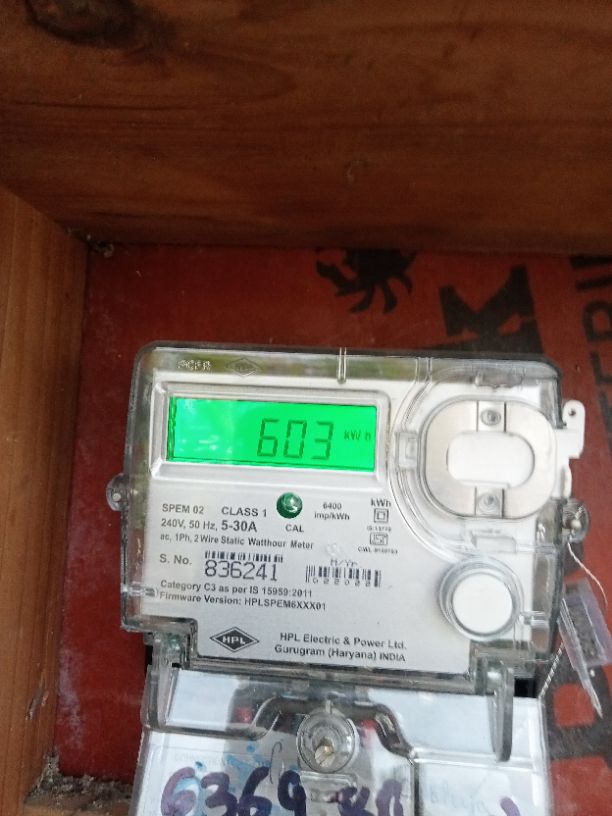 603 kWh
SPEM 02 CLASS 1 6400 imp/kWh kWh
240V, 50 Hz, 5-30A CAL
ac, 1Ph, 2 Wire Static Watthour Meter
S. No. 836241 M/Yr
Category C3 as per IS 15959:2011
Firmware Version: HPLSPEM6XXX01
HPL HPL Electric & Power Ltd.
Gurugram (Haryana) INDIA
6369